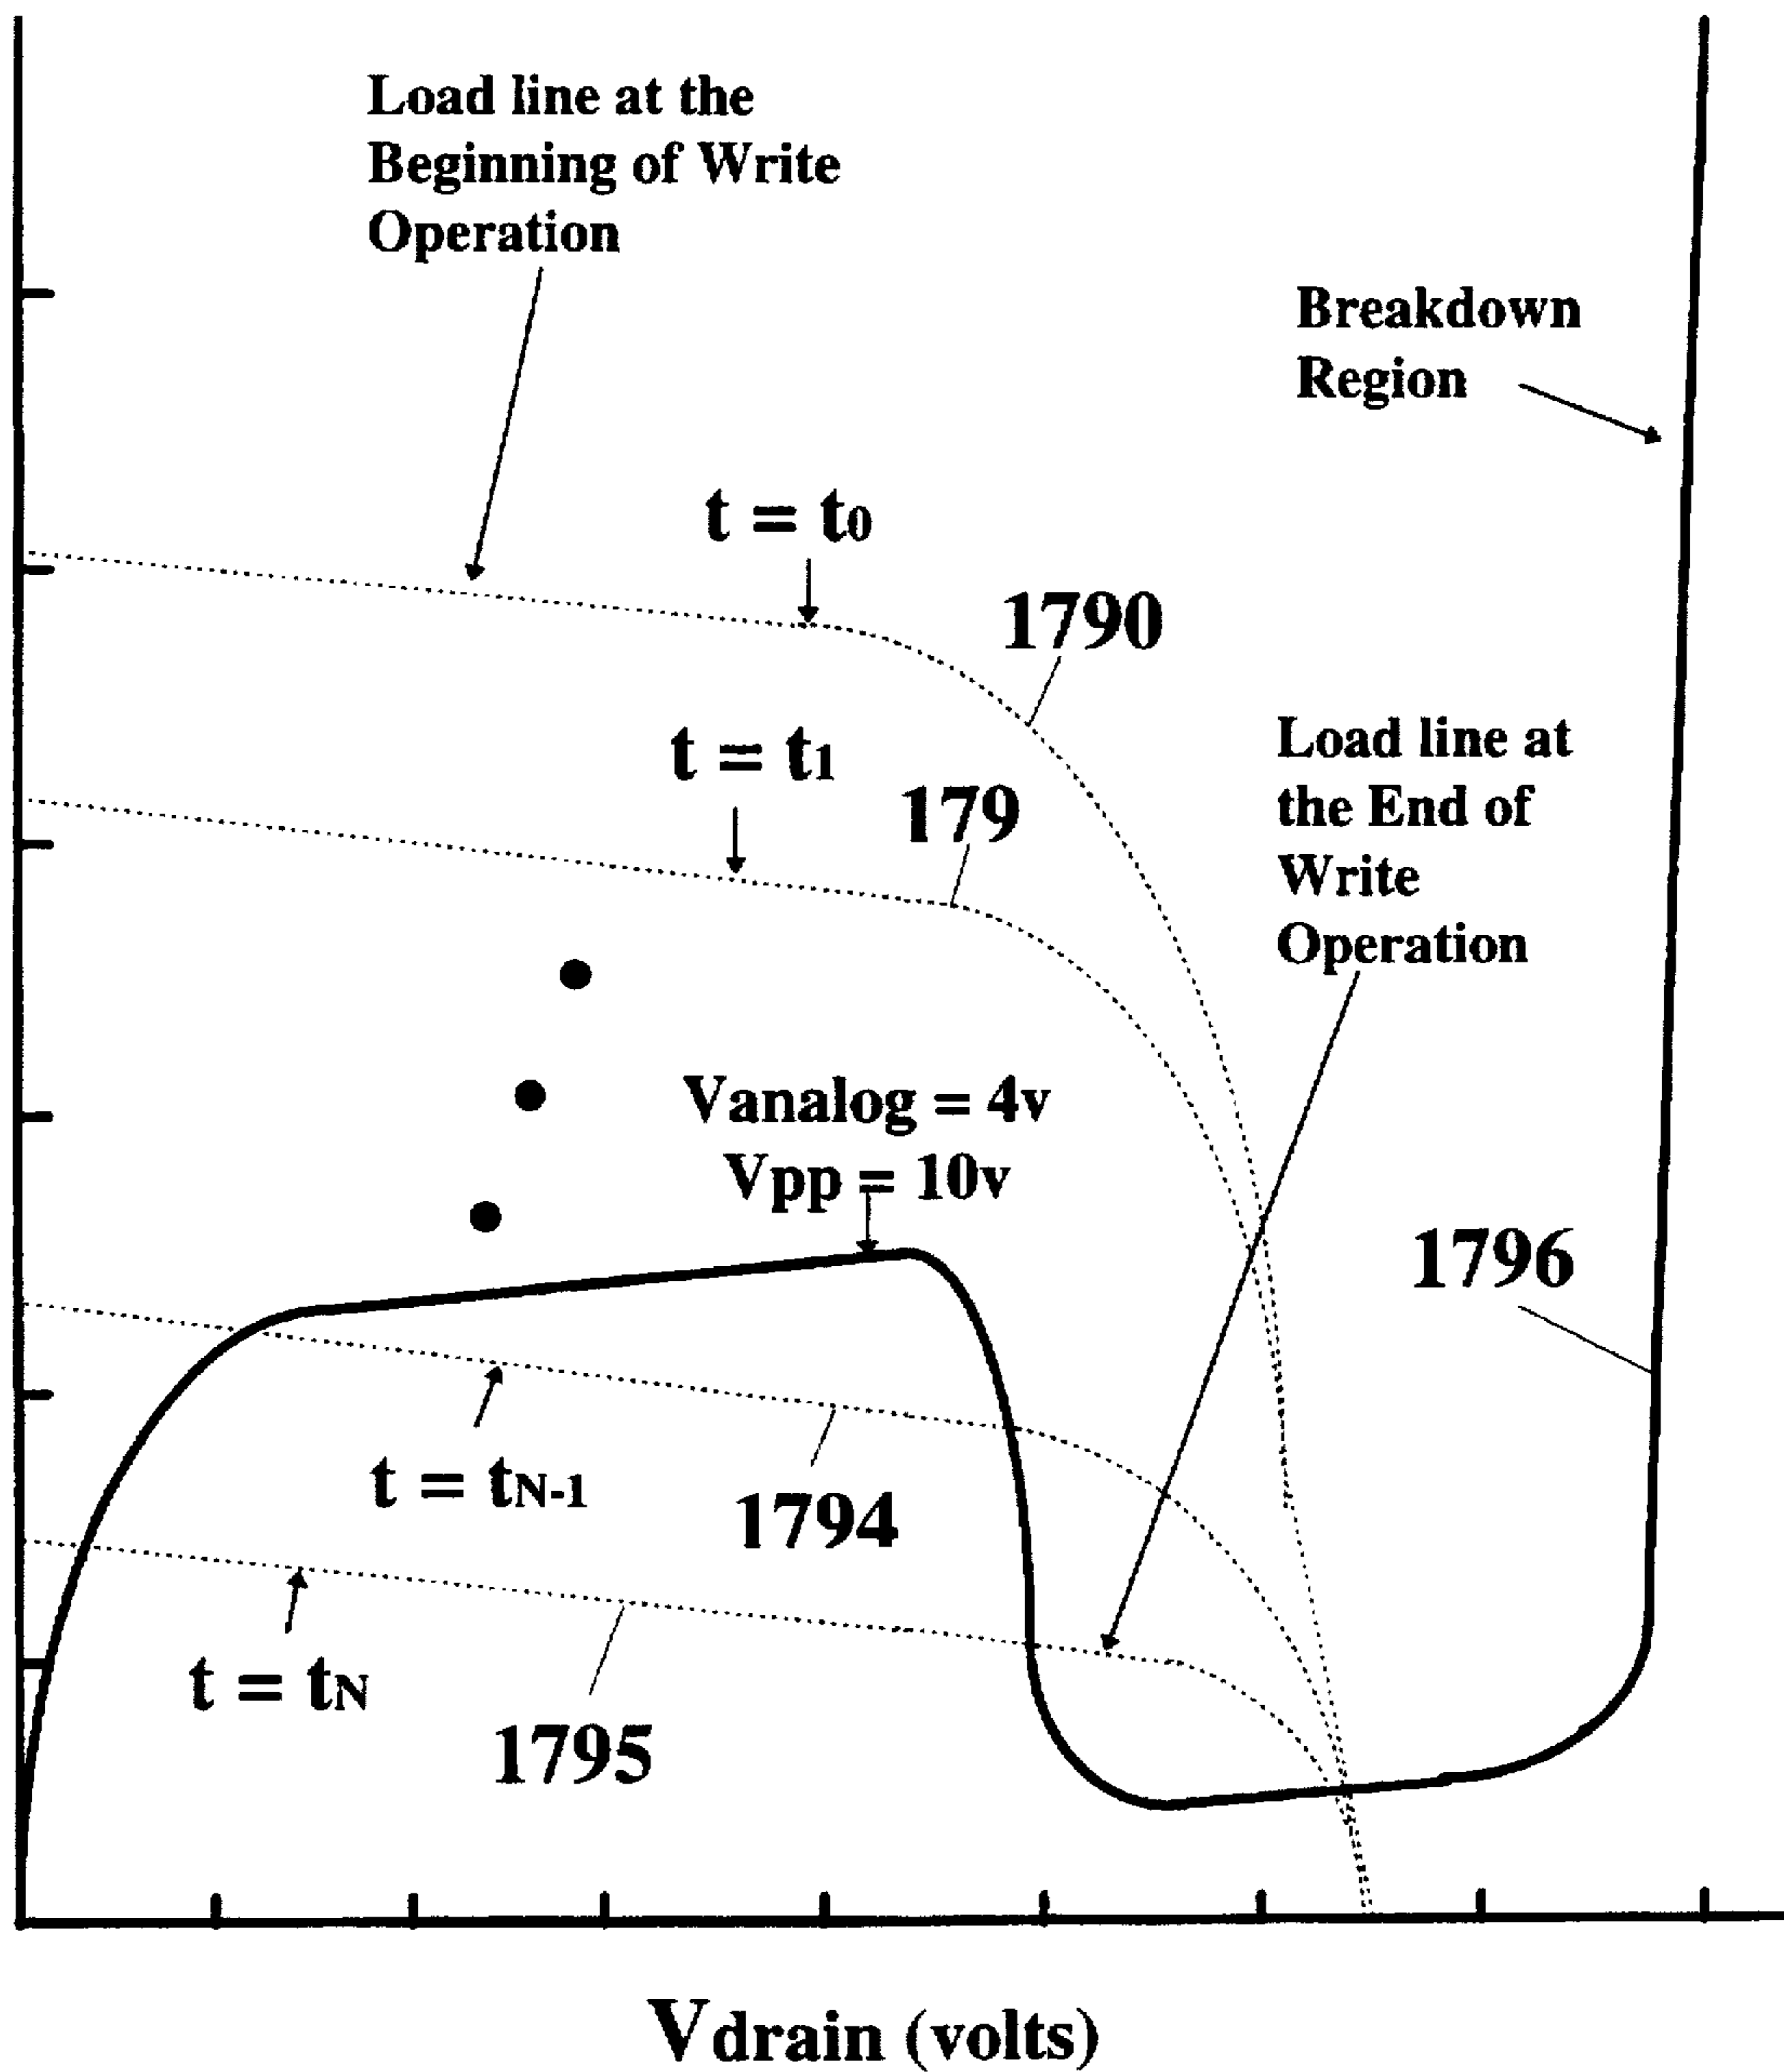 Load line at the
Beginning of Write
Operation
Breakdown
Region
t = t0
1790
Load line at
the End of
Write
Operation
t = t1
179
Vanalog = 4v
Vpp = 10v
1796
t = tN-1
1794
t = tN
1795
Vdrain (volts)